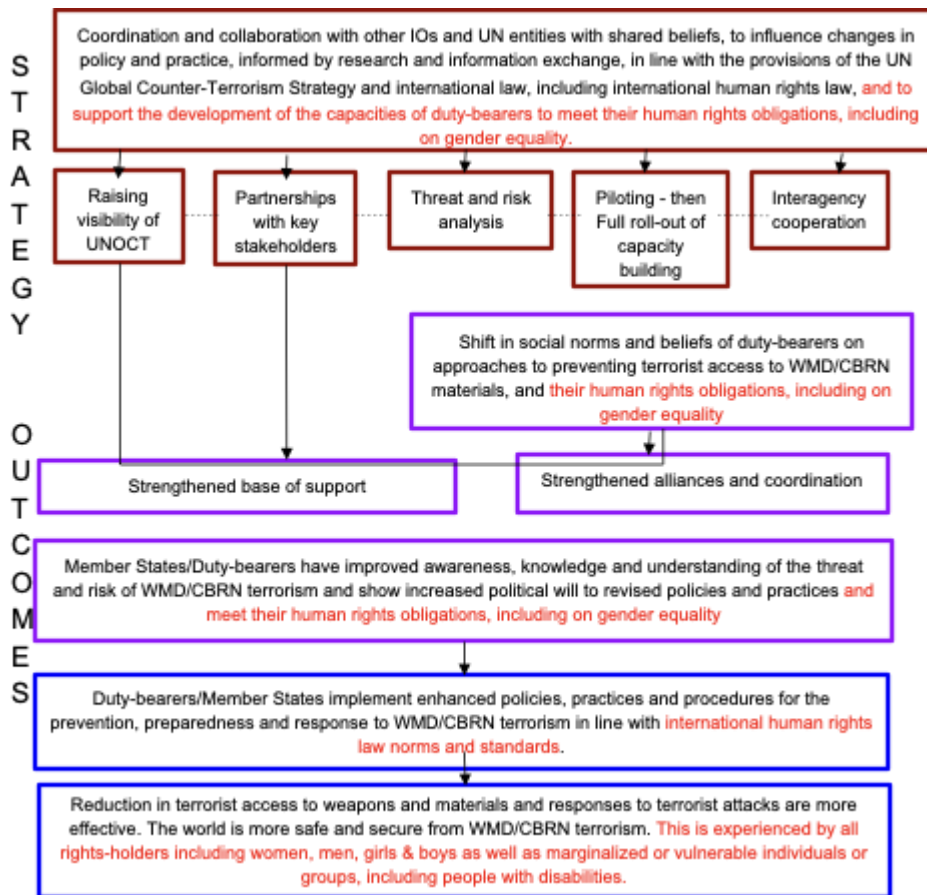 STRATEGY
Coordination and collaboration with other IOs and UN entities with shared beliefs, to influence changes in
policy and practice, informed by research and information exchange, in line with the provisions of the UN
Global Counter-Terrorism Strategy and international law, including international human rights law, and to
support the development of the capacities of duty-bearers to meet their human rights obligations, including
on gender equality.
Raising
visibility of
UNOCT
Partnerships
with key
stakeholders
Threat and risk
analysis
Piloting - then
Full roll-out of
capacity
building
Interagency
cooperation
OUTCOMES
Shift in social norms and beliefs of duty-bearers on
approaches to preventing terrorist access to WMD/CBRN
materials, and their human rights obligations, including on
gender equality
Strengthened base of support
Strengthened alliances and coordination
Member States/Duty-bearers have improved awareness, knowledge and understanding of the threat
and risk of WMD/CBRN terrorism and show increased political will to revised policies and practices and
meet their human rights obligations, including on gender equality
Duty-bearers/Member States implement enhanced policies, practices and procedures for the
prevention, preparedness and response to WMD/CBRN terrorism in line with international human rights
law norms and standards.
Reduction in terrorist access to weapons and materials and responses to terrorist attacks are more
effective. The world is more safe and secure from WMD/CBRN terrorism. This is experienced by all
rights-holders including women, men, girls & boys as well as marginalized or vulnerable individuals or
groups, including people with disabilities.